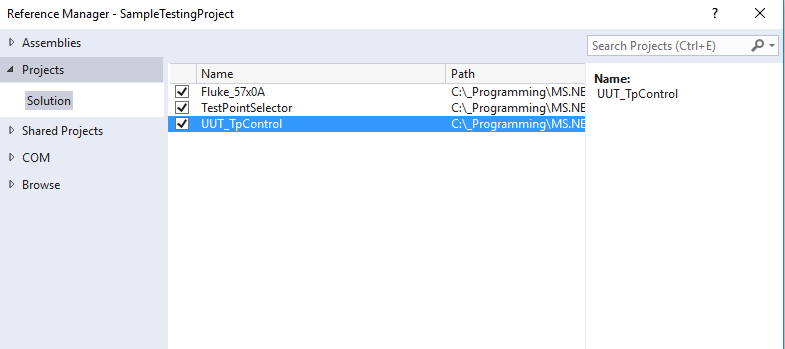 Reference Manager - SampleTestingProject ?
Assemblies
Projects
Solution
Shared Projects
COM
Browse
Search Projects (Ctrl+E)
Name Path
Fluke_57x0A C:\_Programming\MS.NE
TestPointSelector C:\_Programming\MS.NE
UUT_TpControl C:\_Programming\MS.NE
Name:
UUT_TpControl